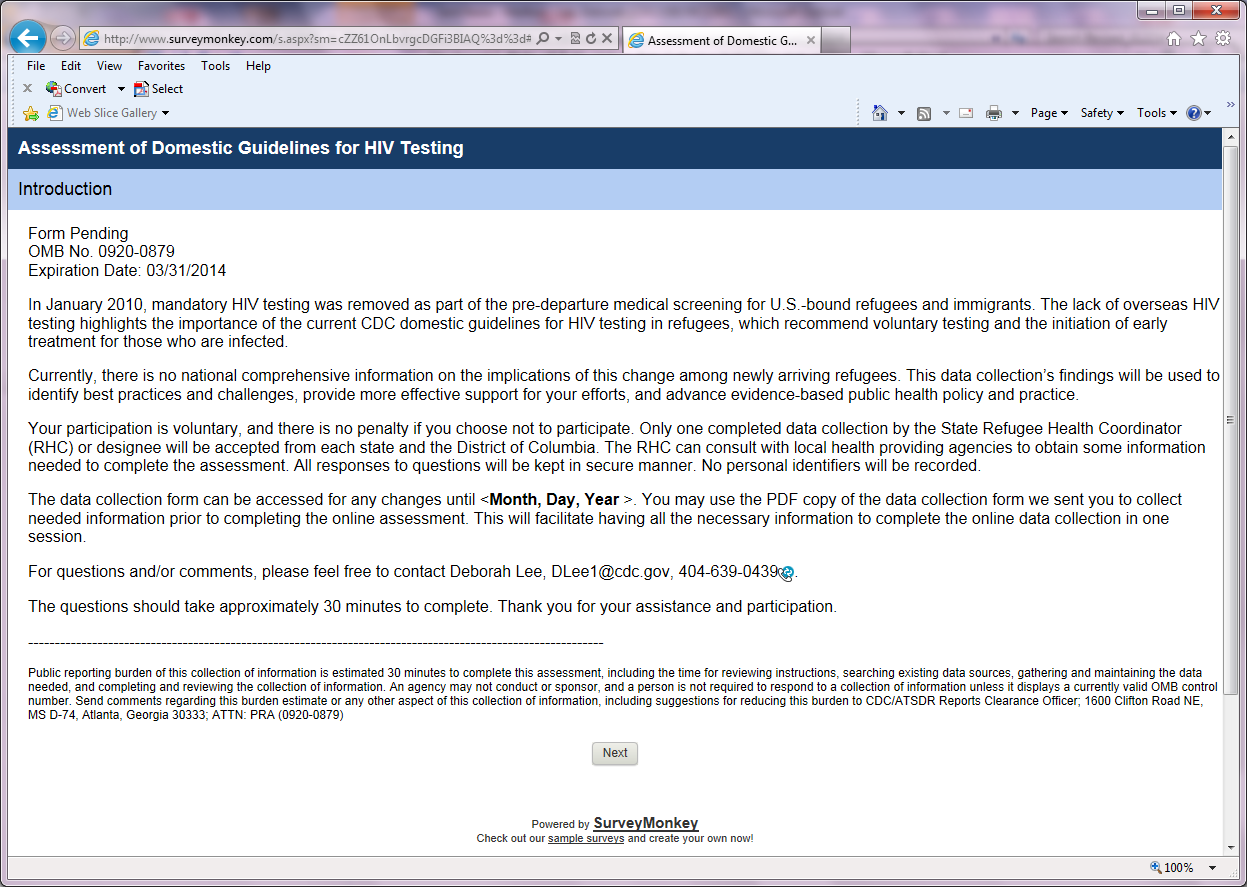 http://www.surveymonkey.com/s.aspx?sm=cZZ61OnLbvrgcDGFi3BIAQ%3d%3d#
Assessment of Domestic G...
File Edit View Favorites Tools Help
Convert Select
Web Slice Gallery Page Safety Tools
Assessment of Domestic Guidelines for HIV Testing
Introduction
Form Pending
OMB No. 0920-0879
Expiration Date: 03/31/2014
In January 2010, mandatory HIV testing was removed as part of the pre-departure medical screening for U.S.-bound refugees and immigrants. The lack of overseas HIV
testing highlights the importance of the current CDC domestic guidelines for HIV testing in refugees, which recommend voluntary testing and the initiation of early
treatment for those who are infected.
Currently, there is no national comprehensive information on the implications of this change among newly arriving refugees. This data collection's findings will be used to
identify best practices and challenges, provide more effective support for your efforts, and advance evidence-based public health policy and practice.
Your participation is voluntary, and there is no penalty if you choose not to participate. Only one completed data collection by the State Refugee Health Coordinator
(RHC) or designee will be accepted from each state and the District of Columbia. The RHC can consult with local health providing agencies to obtain some information
needed to complete the assessment. All responses to questions will be kept in secure manner. No personal identifiers will be recorded.
The data collection form can be accessed for any changes until <Month, Day, Year >. You may use the PDF copy of the data collection form we sent you to collect
needed information prior to completing the online assessment. This will facilitate having all the necessary information to complete the online data collection in one
session.
For questions and/or comments, please feel free to contact Deborah Lee, DLee1@cdc.gov, 404-639-0439.
The questions should take approximately 30 minutes to complete. Thank you for your assistance and participation.
--------------------------------------------------------------------------------------------------------------
Public reporting burden of this collection of information is estimated 30 minutes to complete this assessment, including the time for reviewing instructions, searching existing data sources, gathering and maintaining the data
needed, and completing and reviewing the collection of information. An agency may not conduct or sponsor, and a person is not required to respond to a collection of information unless it displays a currently valid OMB control
number. Send comments regarding this burden estimate or any other aspect of this collection of information, including suggestions for reducing this burden to CDC/ATSDR Reports Clearance Officer; 1600 Clifton Road NE,
MS D-74, Atlanta, Georgia 30333; ATTN: PRA (0920-0879)
Next
Powered by SurveyMonkey
Check out our sample surveys and create your own now!
100%